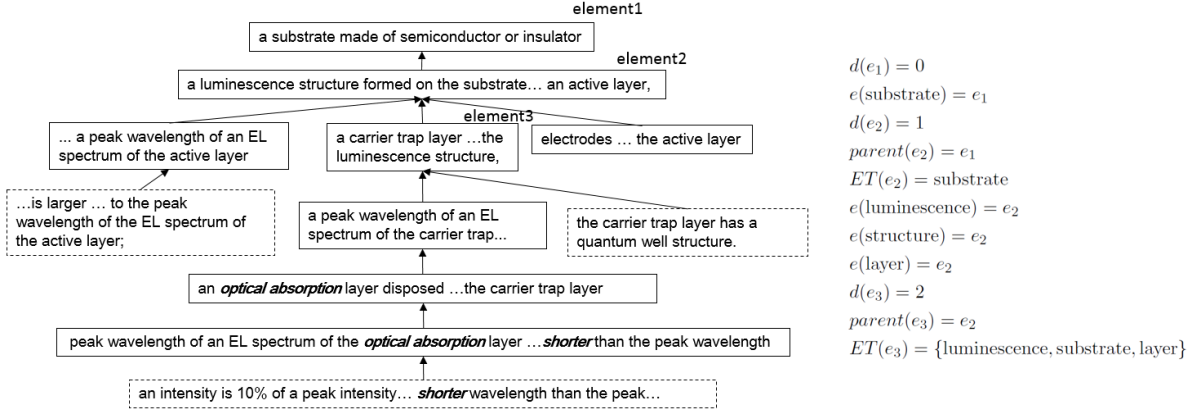 element1
a substrate made of semiconductor or insulator
element2
a luminescence structure formed on the substrate… an active layer,
element3
... a peak wavelength of an EL
spectrum of the active layer
a carrier trap layer …the
luminescence structure,
electrodes … the active layer
…is larger … to the peak
wavelength of the EL spectrum of
the active layer;
a peak wavelength of an EL
spectrum of the carrier trap...
the carrier trap layer has a
quantum well structure.
an optical absorption layer disposed …the carrier trap layer
peak wavelength of an EL spectrum of the optical absorption layer …shorter than the peak wavelength
an intensity is 10% of a peak intensity… shorter wavelength than the peak…
d(e₁) = 0
e(substrate) = e₁
d(e₂) = 1
parent(e₂) = e₁
ET(e₂) = substrate
e(luminescence) = e₂
e(structure) = e₂
e(layer) = e₂
d(e₃) = 2
parent(e₃) = e₂
ET(e₃) = {luminescence, substrate, layer}